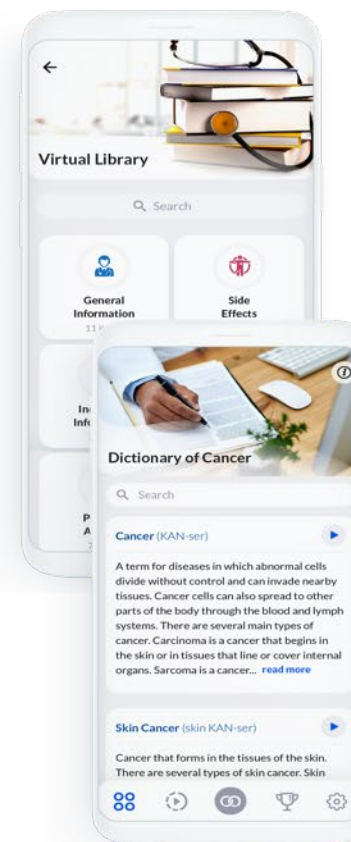 Virtual Library
Search
General
Information
Side
Effects
11
Dictionary of Cancer
Search
Cancer (KAN-ser)
A term for diseases in which abnormal cells
divide without control and can invade nearby
tissues. Cancer cells can also spread to other
parts of the body through the blood and lymph
systems. There are several main types of
cancer. Carcinoma is a cancer that begins in
the skin or in tissues that line or cover internal
organs. Sarcoma is a cancer... read more
Skin Cancer (skin KAN-ser)
Cancer that forms in the tissues of the skin.
There are several types of skin cancer. Skin